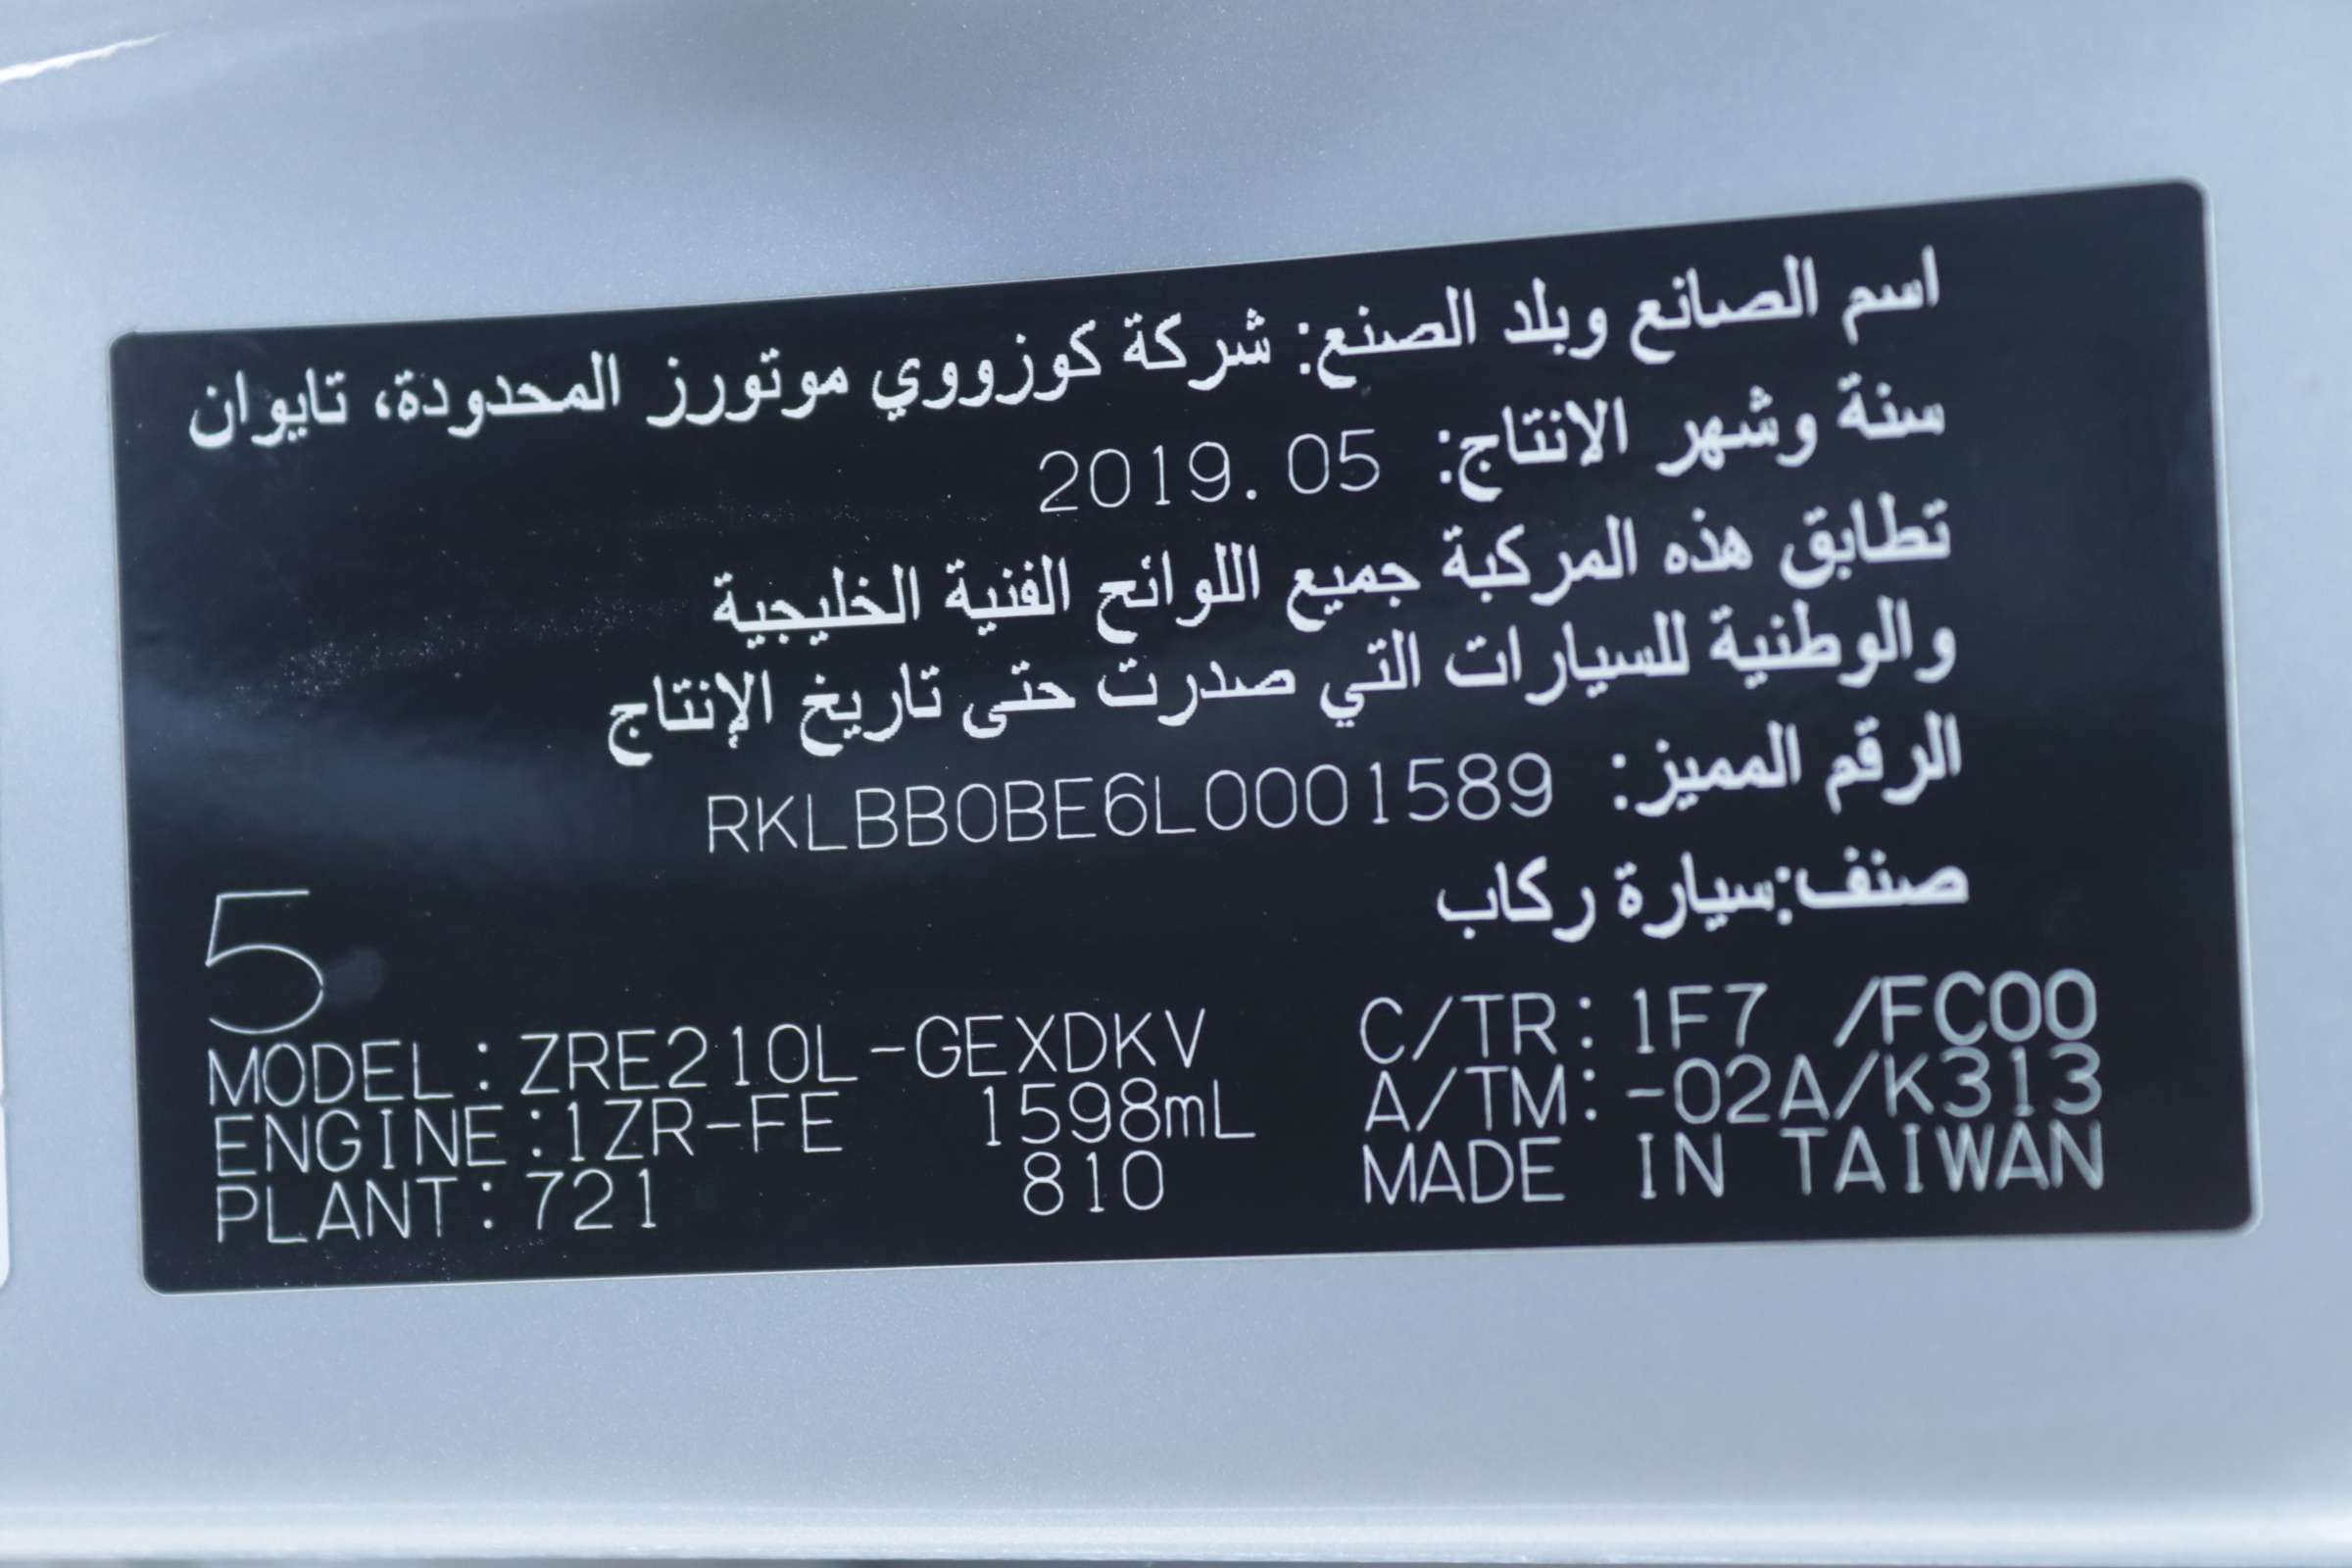 اسم الصانع وبلد الصنع: شركة كوزووي موتورز المحدودة، تايوان
سنة وشهر الانتاج: 2019.05
تطابق هذه المركبة جميع اللوائح الفنية الخليجية
والوطنية للسيارات التي صدرت حتى تاريخ الإنتاج
الرقم المميز: RKLBB0BE6L0001589
صنف:سيارة ركاب
5
MODEL:ZRE210L-GEXDKV C/TR:1F7 /FC00
ENGINE:1ZR-FE 1598mL A/TM:-02A/K313
PLANT:721 810 MADE IN TAIWAN